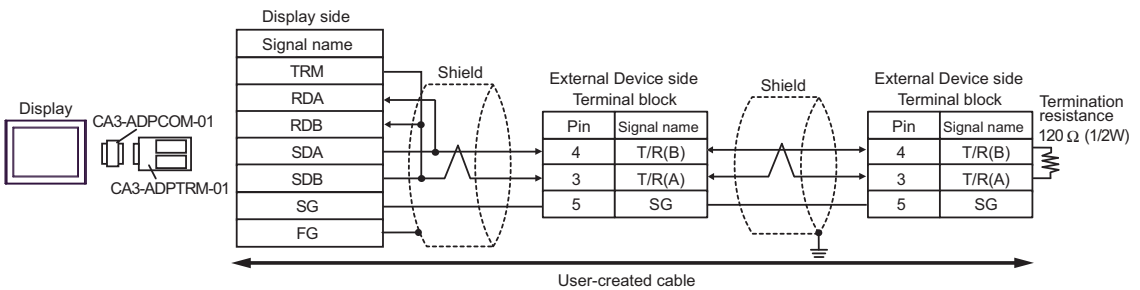 Display side
Signal name
TRM
RDA
RDB
SDA
SDB
SG
FG
Display
CA3-ADPCOM-01
CA3-ADPTRM-01
Shield
External Device side
Terminal block
Pin Signal name
4 T/R(B)
3 T/R(A)
5 SG
Shield
External Device side
Terminal block
Pin Signal name
4 T/R(B)
3 T/R(A)
5 SG
Termination
resistance
120 Ω (1/2W)
User-created cable